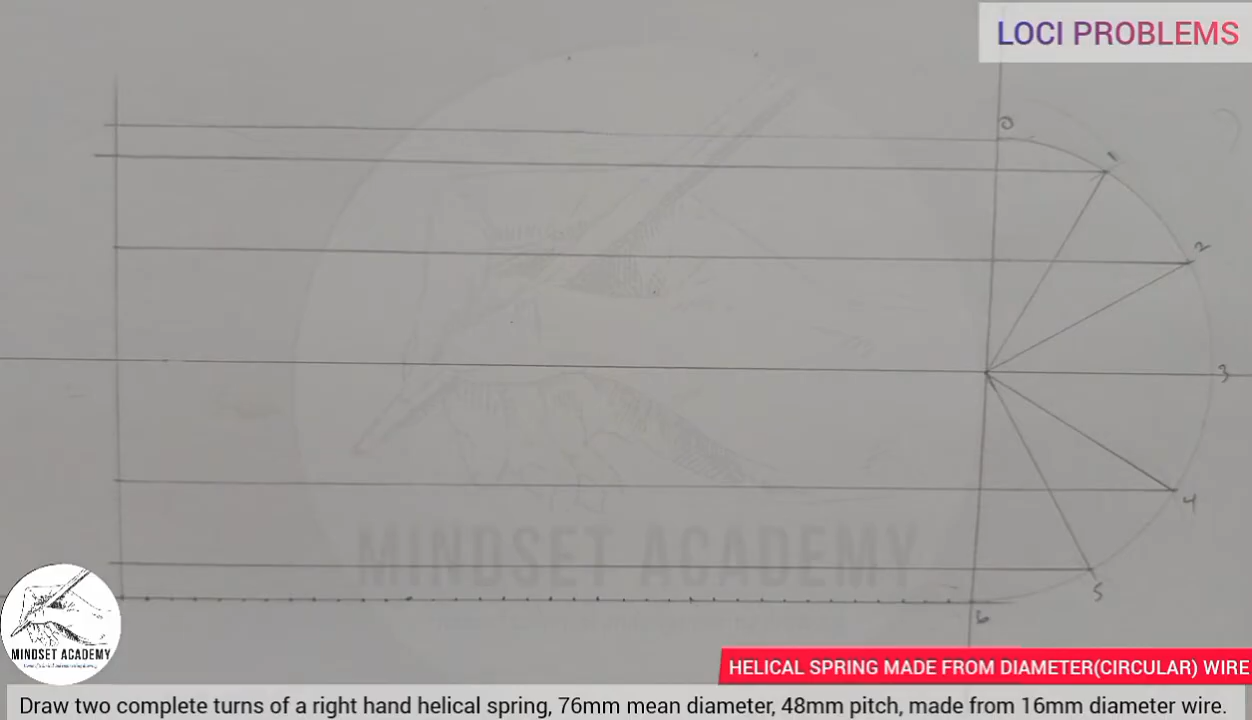 LOCI PROBLEMS
0
1
2
3
4
5
6
MINDSET ACADEMY
MINDSET ACADEMY
HELICAL SPRING MADE FROM DIAMETER(CIRCULAR) WIRE
Draw two complete turns of a right hand helical spring, 76mm mean diameter, 48mm pitch, made from 16mm diameter wire.